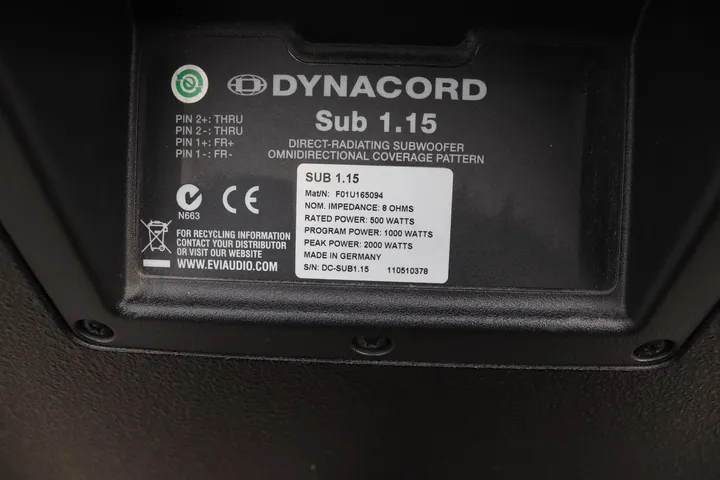 DYNACORD
Sub 1.15
DIRECT-RADIATING SUBWOOFER
OMNIDIRECTIONAL COVERAGE PATTERN
PIN 2+: THRU
PIN 2-: THRU
PIN 1+: FR+
PIN 1-: FR-
N663
CE
FOR RECYCLING INFORMATION
CONTACT YOUR DISTRIBUTOR
OR VISIT OUR WEBSITE
WWW.EVIAUDIO.COM
SUB 1.15
Mat/N: F01U165094
NOM. IMPEDANCE: 8 OHMS
RATED POWER: 500 WATTS
PROGRAM POWER: 1000 WATTS
PEAK POWER: 2000 WATTS
MADE IN GERMANY
S/N: DC-SUB1.15 110510378